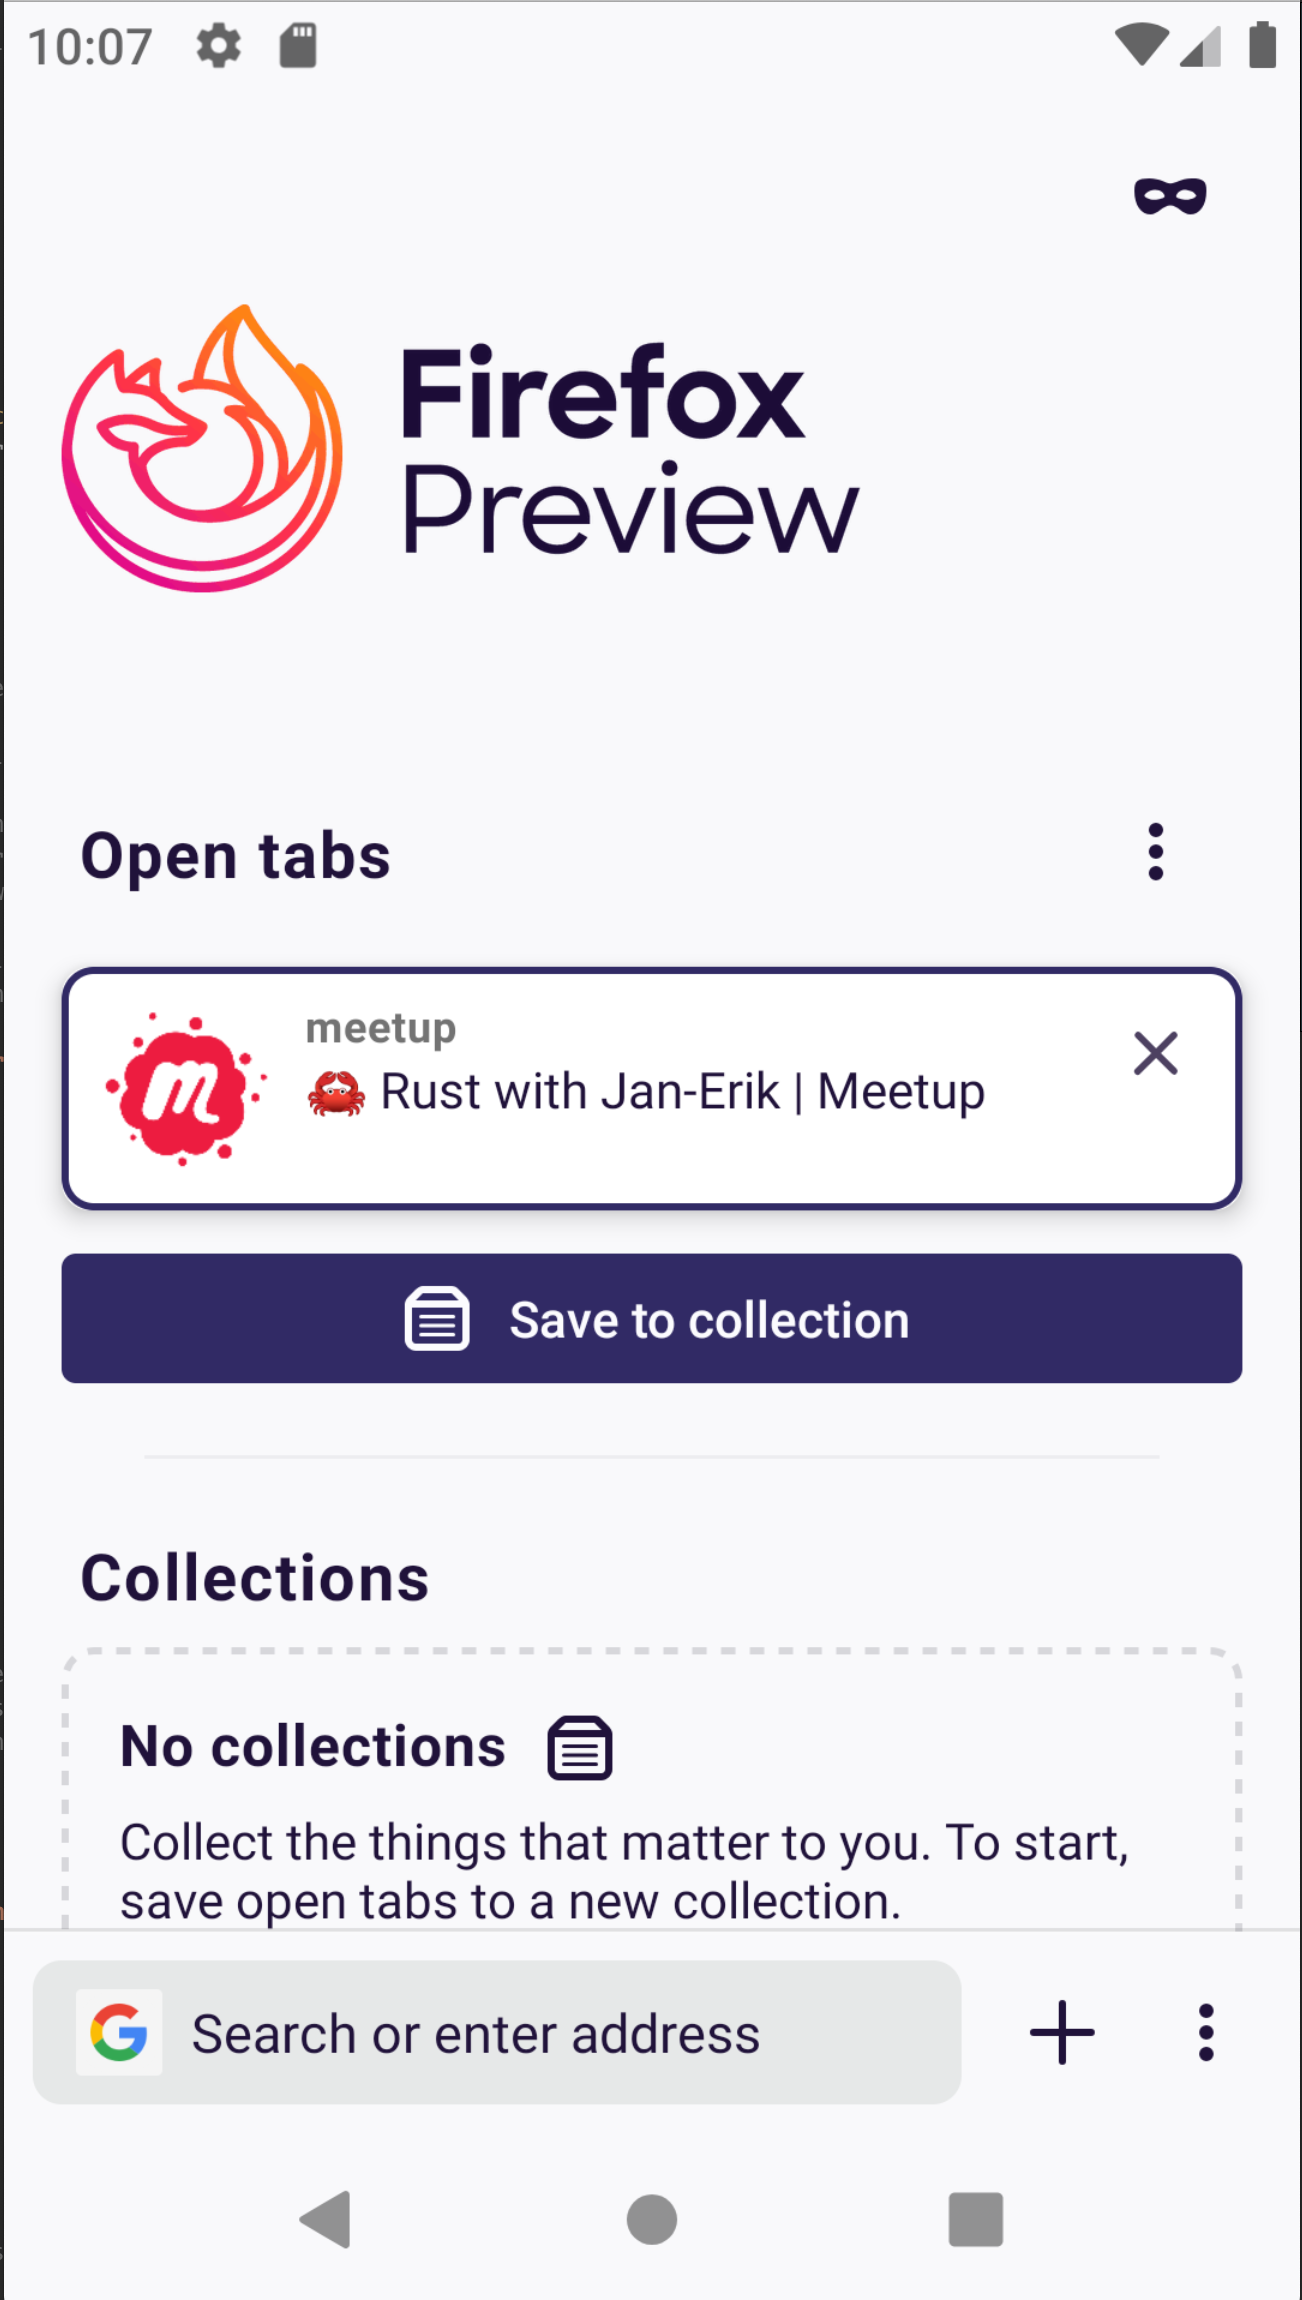 10:07
Firefox
Preview
Open tabs
meetup
🦀 Rust with Jan-Erik | Meetup
Save to collection
Collections
No collections
Collect the things that matter to you. To start,
save open tabs to a new collection.
Search or enter address